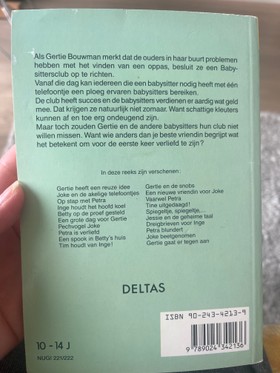 Als Gertie Bouwman merkt dat de ouders in haar buurt problemen
hebben met het vinden van een oppas, besluit ze een Baby-
sittersclub op te richten.
Vanaf die dag kan iedereen die een babysitter nodig heeft met één
telefoontje een ploeg ervaren babysitters bereiken.
De club heeft succes en de babysitters verdienen er aardig wat geld
mee. Dat krijgen ze natuurlijk niet zomaar. Want schattige kleuters
kunnen af en toe erg ondeugend zijn.
Maar toch zouden Gertie en de andere babysitters hun club niet
willen missen. Want wie anders dan je beste vriendin begrijpt wat
het betekent om voor de eerste keer verliefd te zijn?
In deze reeks zijn verschenen:
Gertie heeft een reuze idee
Joke en de akelige telefoontjes
Op stap met Petra
Inge houdt het hoofd koel
Betty op de proef gesteld
Een grote dag voor Gertie
Pechvogel Joke
Petra is verliefd
Een spook in Betty's huis
Tim houdt van Inge!
Gertie en de snobs
Een nieuwe vriendin voor Joke
Vaarwel Petra
Tine uitgedaagd!
Spiegeltje, spiegeltje,...
Jessie en de geheime taal
Dreigbrieven voor Inge
Petra blundert
Joke beetgenomen
Gertie gaat er tegen aan
DELTAS
10 - 14 J
NUGI 221/222
ISBN 90-243-4213-9
9 789024 342136